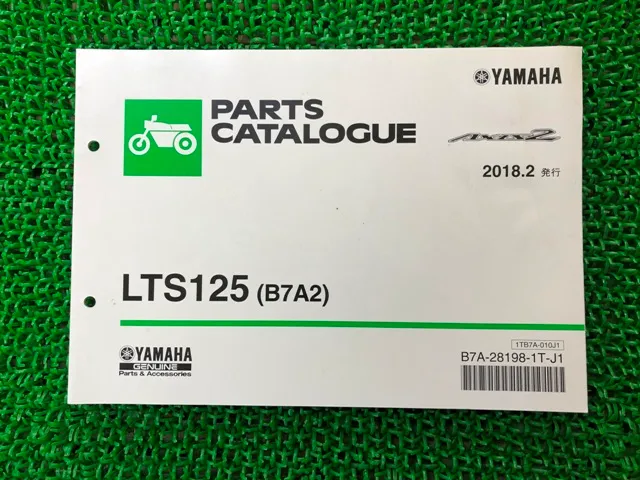 YAMAHA
PARTS
CATALOGUE
AXIS Z
2018.2 発行
LTS125 (B7A2)
YAMAHA
GENUINE
Parts & Accessories
1TB7A-010J1
B7A-28198-1T-J1